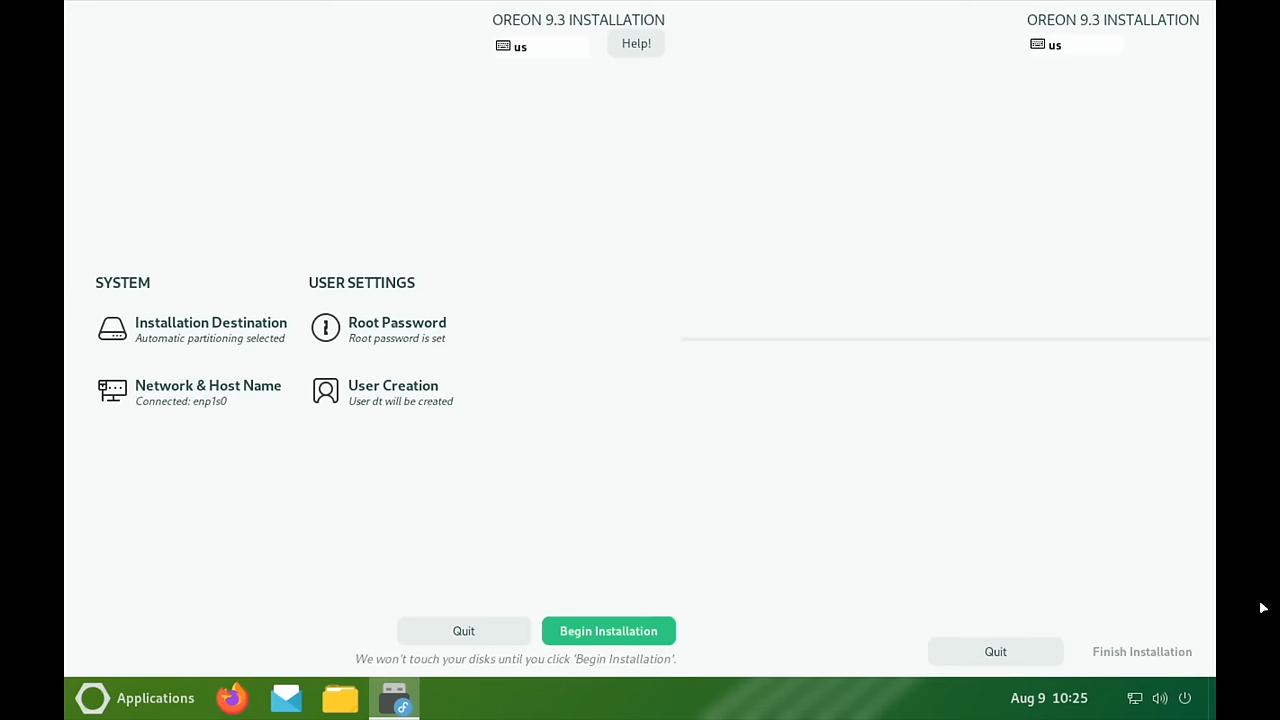 OREON 9.3 INSTALLATION
us
Help!
SYSTEM
Installation Destination
Automatic partitioning selected
Network & Host Name
Connected: enp1s0
USER SETTINGS
Root Password
Root password is set
User Creation
User dt will be created
Quit
Begin Installation
We won't touch your disks until you click 'Begin Installation'.
OREON 9.3 INSTALLATION
us
Quit
Finish Installation
Applications
Aug 9 10:25